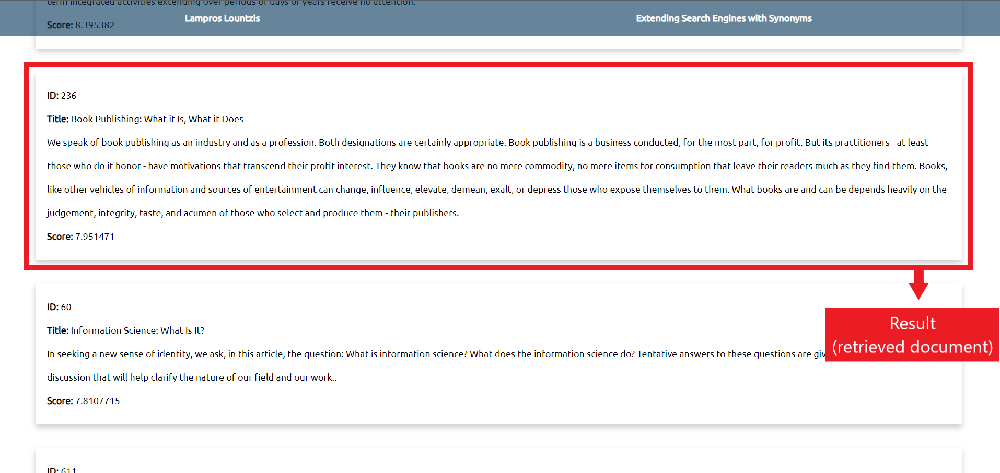 term integrated activities extending over periods of days of years receive no attention.
Lampros Lountzis
Extending Search Engines with Synonyms
Score: 8.395382
ID: 236
Title: Book Publishing: What it Is, What it Does
We speak of book publishing as an industry and as a profession. Both designations are certainly appropriate. Book publishing is a business conducted, for the most part, for profit. But its practitioners - at least
those who do it honor - have motivations that transcend their profit interest. They know that books are no mere commodity, no mere items for consumption that leave their readers much as they find them. Books,
like other vehicles of information and sources of entertainment can change, influence, elevate, demean, exalt, or depress those who expose themselves to them. What books are and can be depends heavily on the
judgement, integrity, taste, and acumen of those who select and produce them - their publishers.
Score: 7.951471
ID: 60
Title: Information Science: What Is It?
In seeking a new sense of identity, we ask, in this article, the question: What is information science? What does the information science do? Tentative answers to these questions are
discussion that will help clarify the nature of our field and our work..
Score: 7.8107715
Result
(retrieved document)
ID: 611